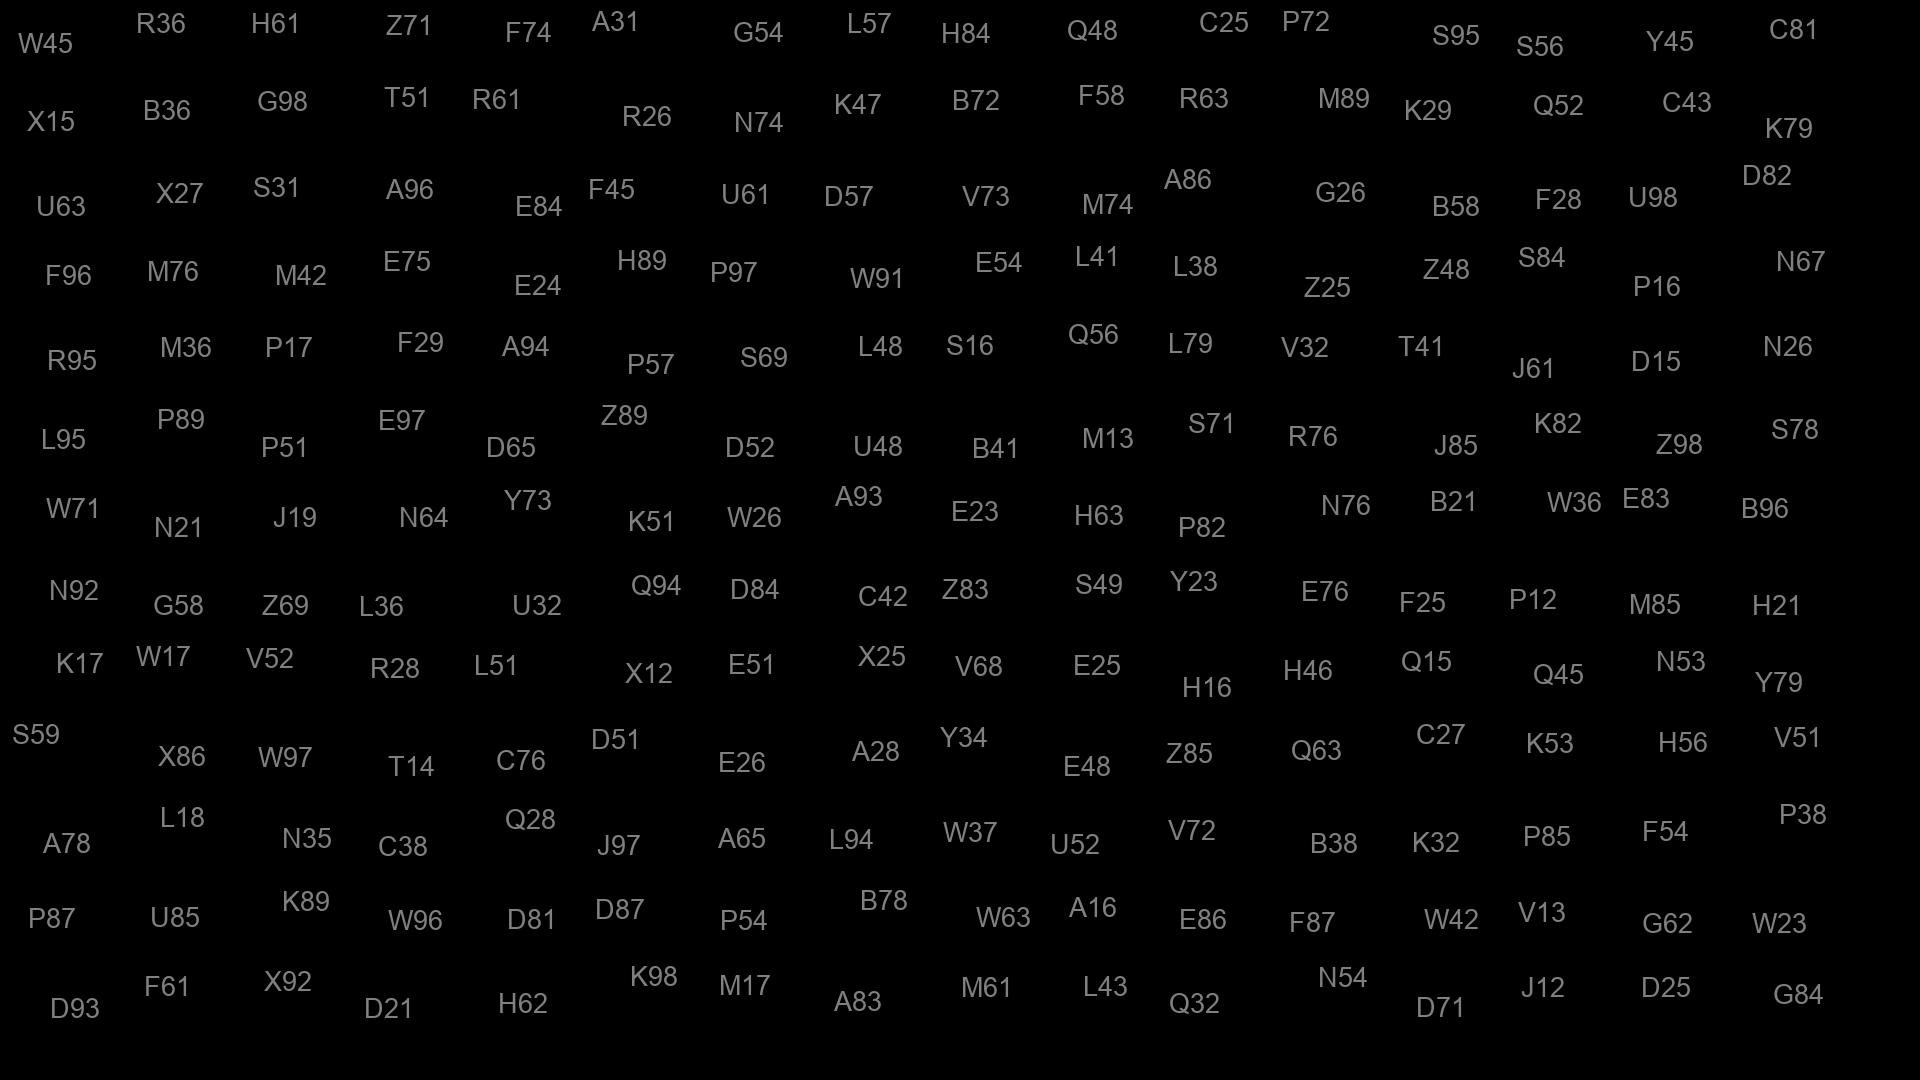 W45 R36 H61 Z71 F74 A31 G54 L57 H84 Q48 C25 P72 S95 S56 Y45 C81
X15 B36 G98 T51 R61 R26 N74 K47 B72 F58 R63 M89 K29 Q52 C43 K79
U63 X27 S31 A96 E84 F45 U61 D57 V73 M74 A86 G26 B58 F28 U98 D82
F96 M76 M42 E75 E24 H89 P97 W91 E54 L41 L38 Z25 Z48 S84 P16 N67
R95 M36 P17 F29 A94 P57 S69 L48 S16 Q56 L79 V32 T41 J61 D15 N26
L95 P89 P51 E97 D65 Z89 D52 U48 B41 M13 S71 R76 J85 K82 Z98 S78
W71 N21 J19 N64 Y73 K51 W26 A93 E23 H63 P82 N76 B21 W36 E83 B96
N92 G58 Z69 L36 U32 Q94 D84 C42 Z83 S49 Y23 E76 F25 P12 M85 H21
K17 W17 V52 R28 L51 X12 E51 X25 V68 E25 H16 H46 Q15 Q45 N53 Y79
S59 X86 W97 T14 C76 D51 E26 A28 Y34 E48 Z85 Q63 C27 K53 H56 V51
A78 L18 N35 C38 Q28 J97 A65 L94 W37 U52 V72 B38 K32 P85 F54 P38
P87 U85 K89 W96 D81 D87 P54 B78 W63 A16 E86 F87 W42 V13 G62 W23
D93 F61 X92 D21 H62 K98 M17 A83 M61 L43 Q32 N54 D71 J12 D25 G84